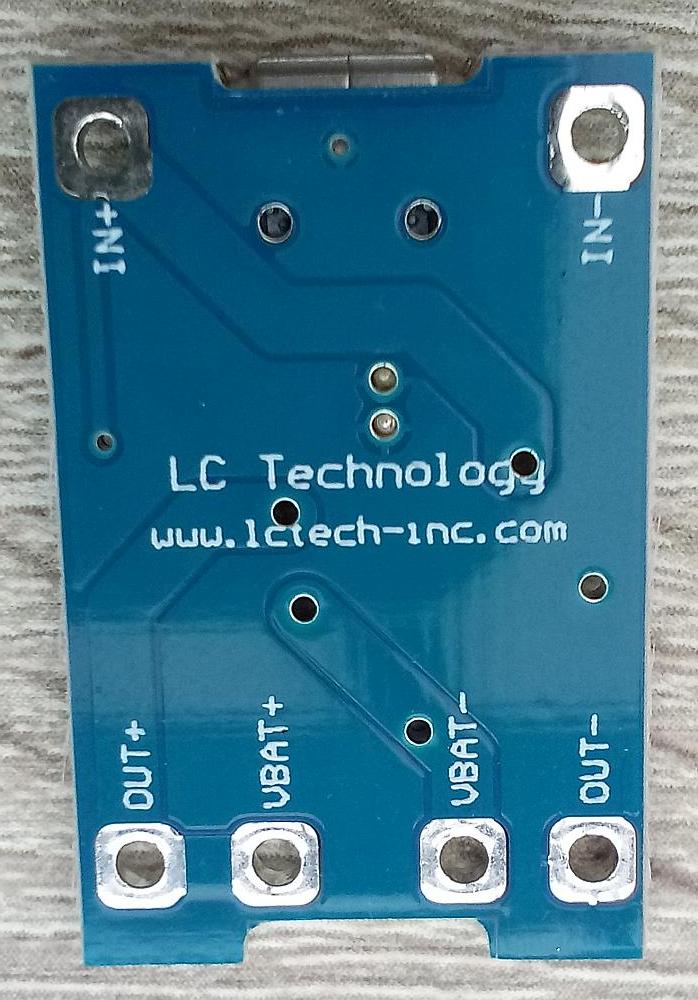 IN+
IN-
LC Technology
www.lctech-inc.com
OUT+
VBAT+
VBAT-
OUT-